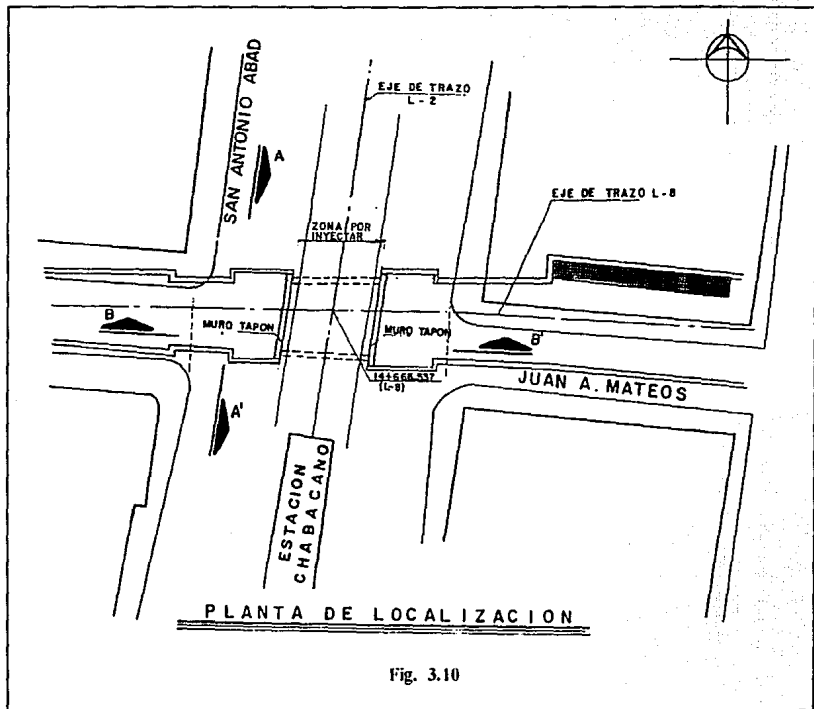 SAN ANTONIO ABAD
A
EJE DE TRAZO
L-2
EJE DE TRAZO L-8
ZONA POR
INYECTAR
B
MURO TAPON
MURO TAPON
B'
14+668.537
(L-8)
JUAN A. MATEOS
A'
ESTACION
CHABACANO
PLANTA DE LOCALIZACION
Fig. 3.10